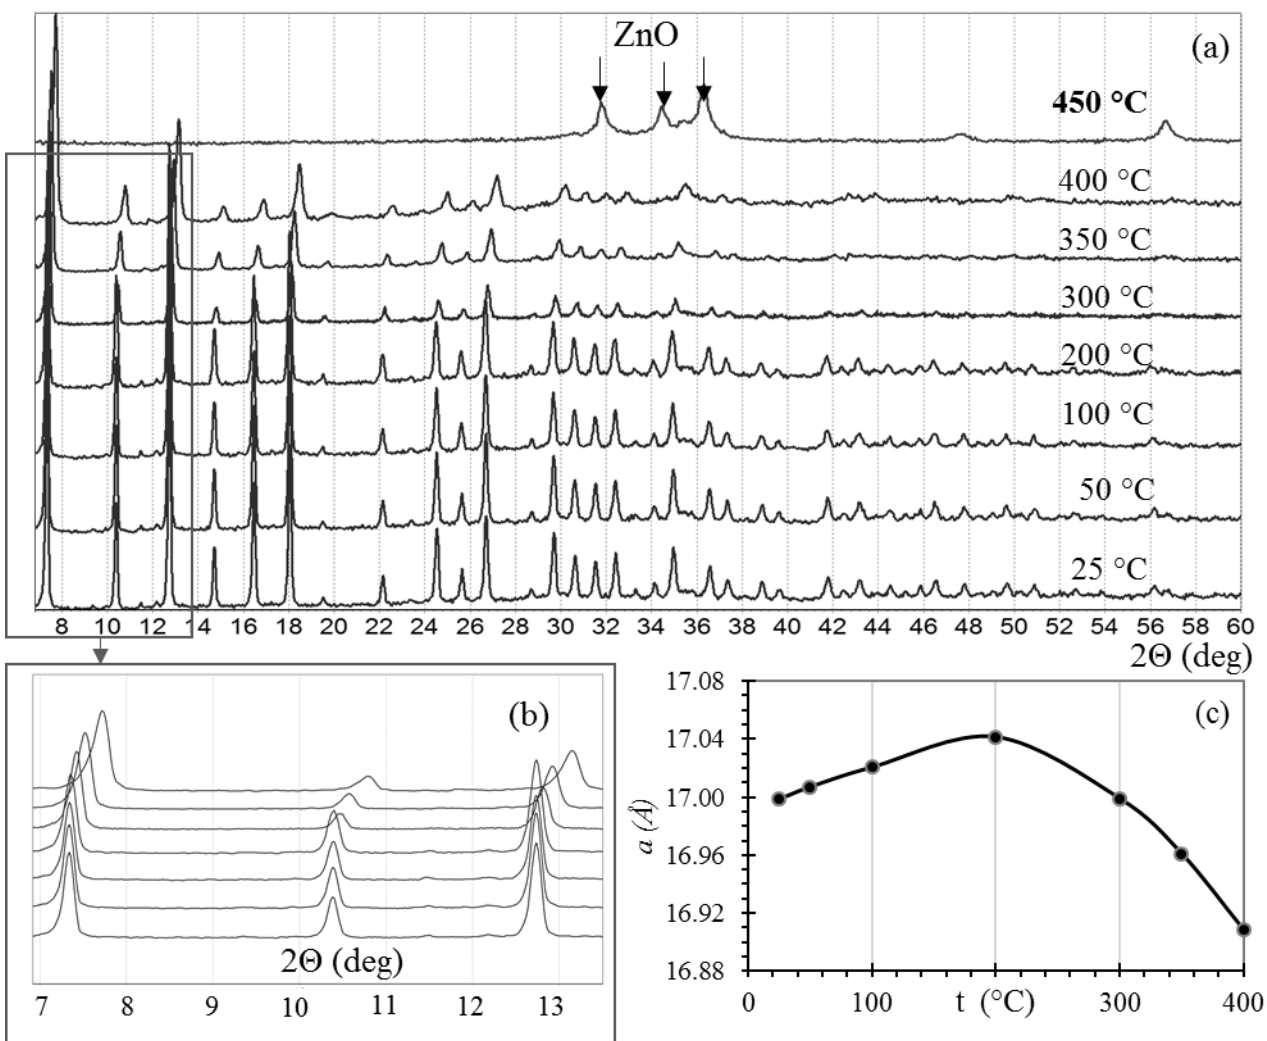 ZnO
(a)
450 °C
400 °C
350 °C
300 °C
200 °C
100 °C
50 °C
25 °C
8 10 12 14 16 18 20 22 24 26 28 30 32 34 36 38 40 42 44 46 48 50 52 54 56 58 60
2Θ (deg)
(b)
2Θ (deg)
7 8 9 10 11 12 13
(c)
17.08
17.04
17.00
16.96
16.92
16.88
a (Å)
0 100 t (°C) 300 400